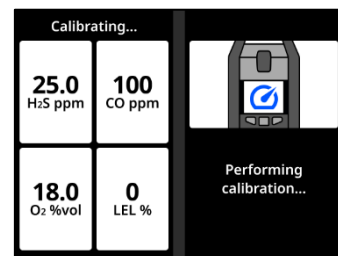 Calibrating...
25.0
H₂S ppm
100
CO ppm
18.0
O₂ %vol
0
LEL %
Performing
calibration...